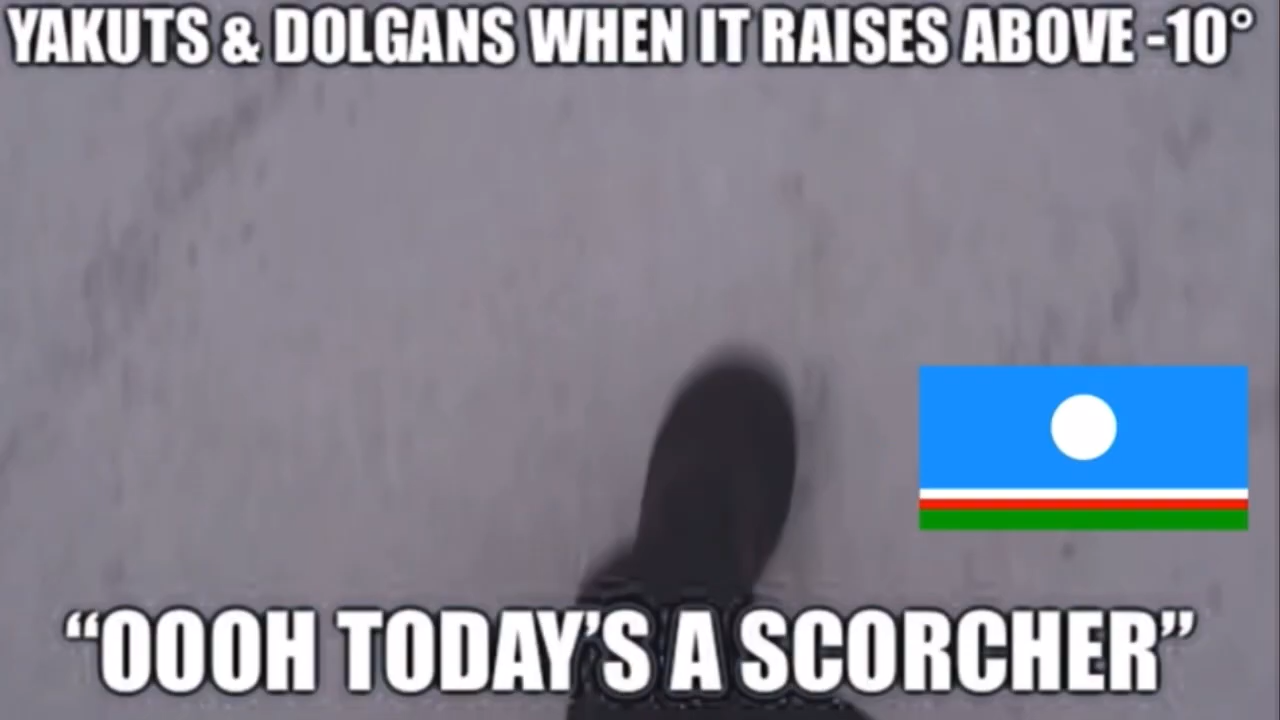 YAKUTS & DOLGANS WHEN IT RAISES ABOVE -10°
“OOOH TODAY’S A SCORCHER”